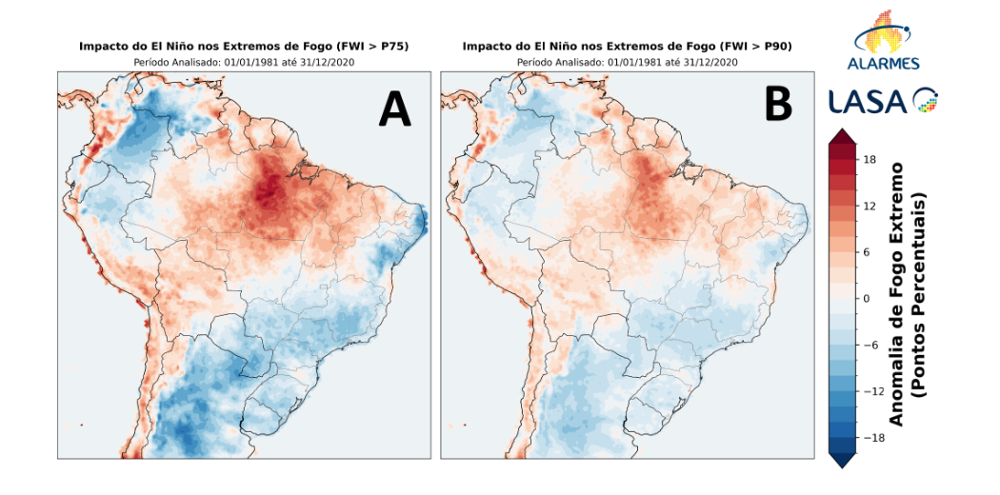 Impacto do El Niño nos Extremos de Fogo (FWI > P75)
Período Analisado: 01/01/1981 até 31/12/2020
A
Impacto do El Niño nos Extremos de Fogo (FWI > P90)
Período Analisado: 01/01/1981 até 31/12/2020
B
ALARMES
LASA
18
12
6
0
−6
−12
−18
Anomalia de Fogo Extremo
(Pontos Percentuais)